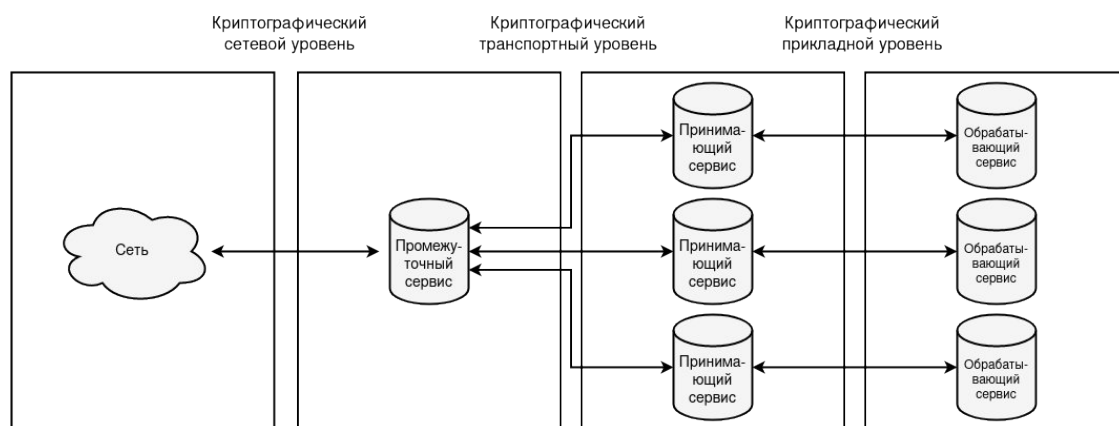 Криптографический
сетевой уровень
Криптографический
транспортный уровень
Криптографический
прикладной уровень
Сеть
Промежу-
точный
сервис
Принима-
ющий
сервис
Обрабаты-
вающий
сервис
Принима-
ющий
сервис
Обрабаты-
вающий
сервис
Принима-
ющий
сервис
Обрабаты-
вающий
сервис